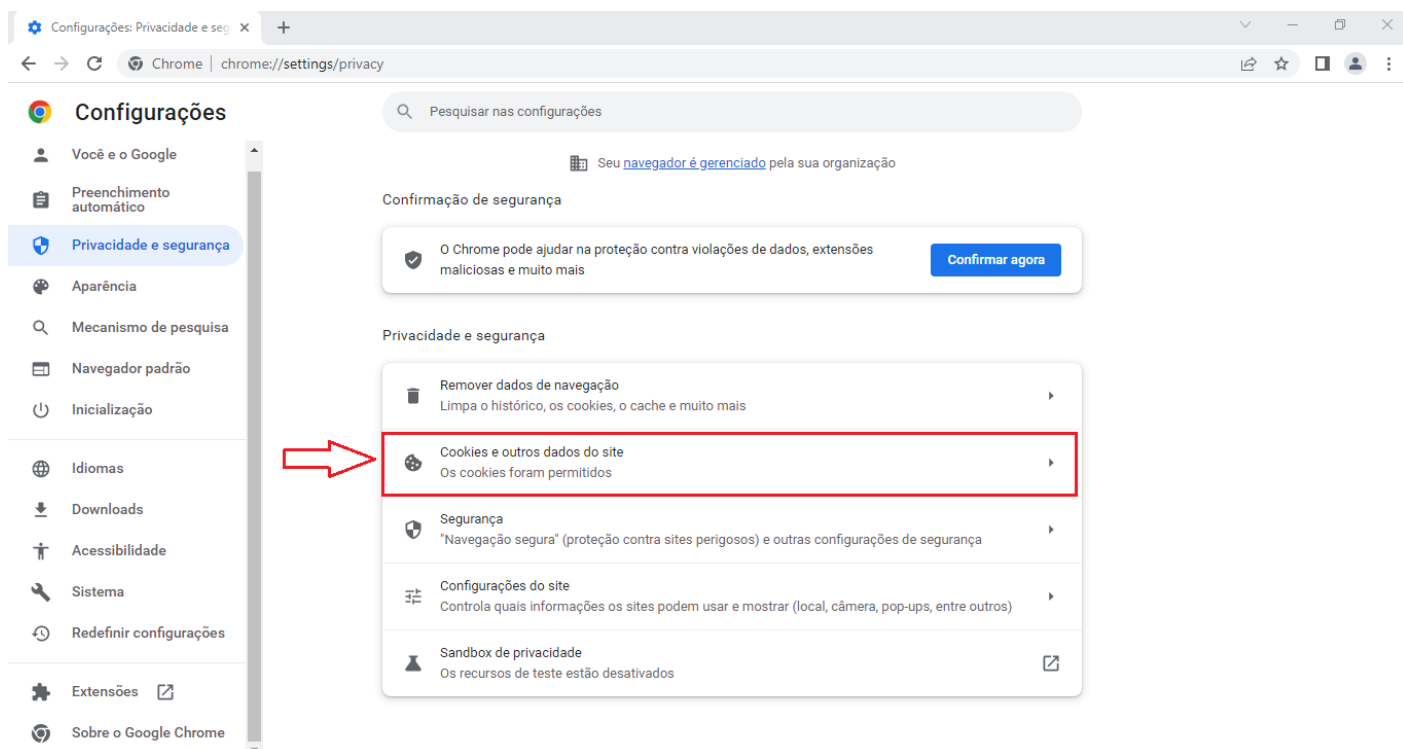 Configurações: Privacidade e seg
Chrome | chrome://settings/privacy
Configurações
Pesquisar nas configurações
Você e o Google
Preenchimento
automático
Privacidade e segurança
Aparência
Mecanismo de pesquisa
Navegador padrão
Inicialização
Idiomas
Downloads
Acessibilidade
Sistema
Redefinir configurações
Extensões
Sobre o Google Chrome
Seu navegador é gerenciado pela sua organização
Confirmação de segurança
O Chrome pode ajudar na proteção contra violações de dados, extensões
maliciosas e muito mais
Confirmar agora
Privacidade e segurança
Remover dados de navegação
Limpa o histórico, os cookies, o cache e muito mais
Cookies e outros dados do site
Os cookies foram permitidos
Segurança
"Navegação segura" (proteção contra sites perigosos) e outras configurações de segurança
Configurações do site
Controla quais informações os sites podem usar e mostrar (local, câmera, pop-ups, entre outros)
Sandbox de privacidade
Os recursos de teste estão desativados